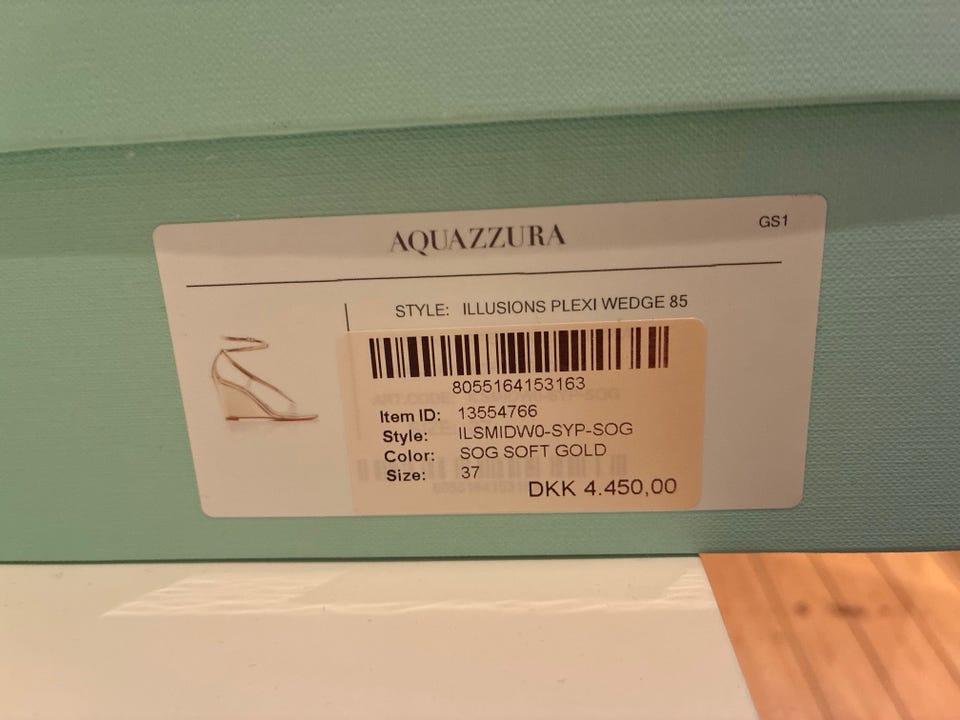 AQUAZZURA
GS1
STYLE: ILLUSIONS PLEXI WEDGE 85
8055164153163
Item ID: 13554766
Style: ILSMIDW0-SYP-SOG
Color: SOG SOFT GOLD
Size: 37
DKK 4.450,00